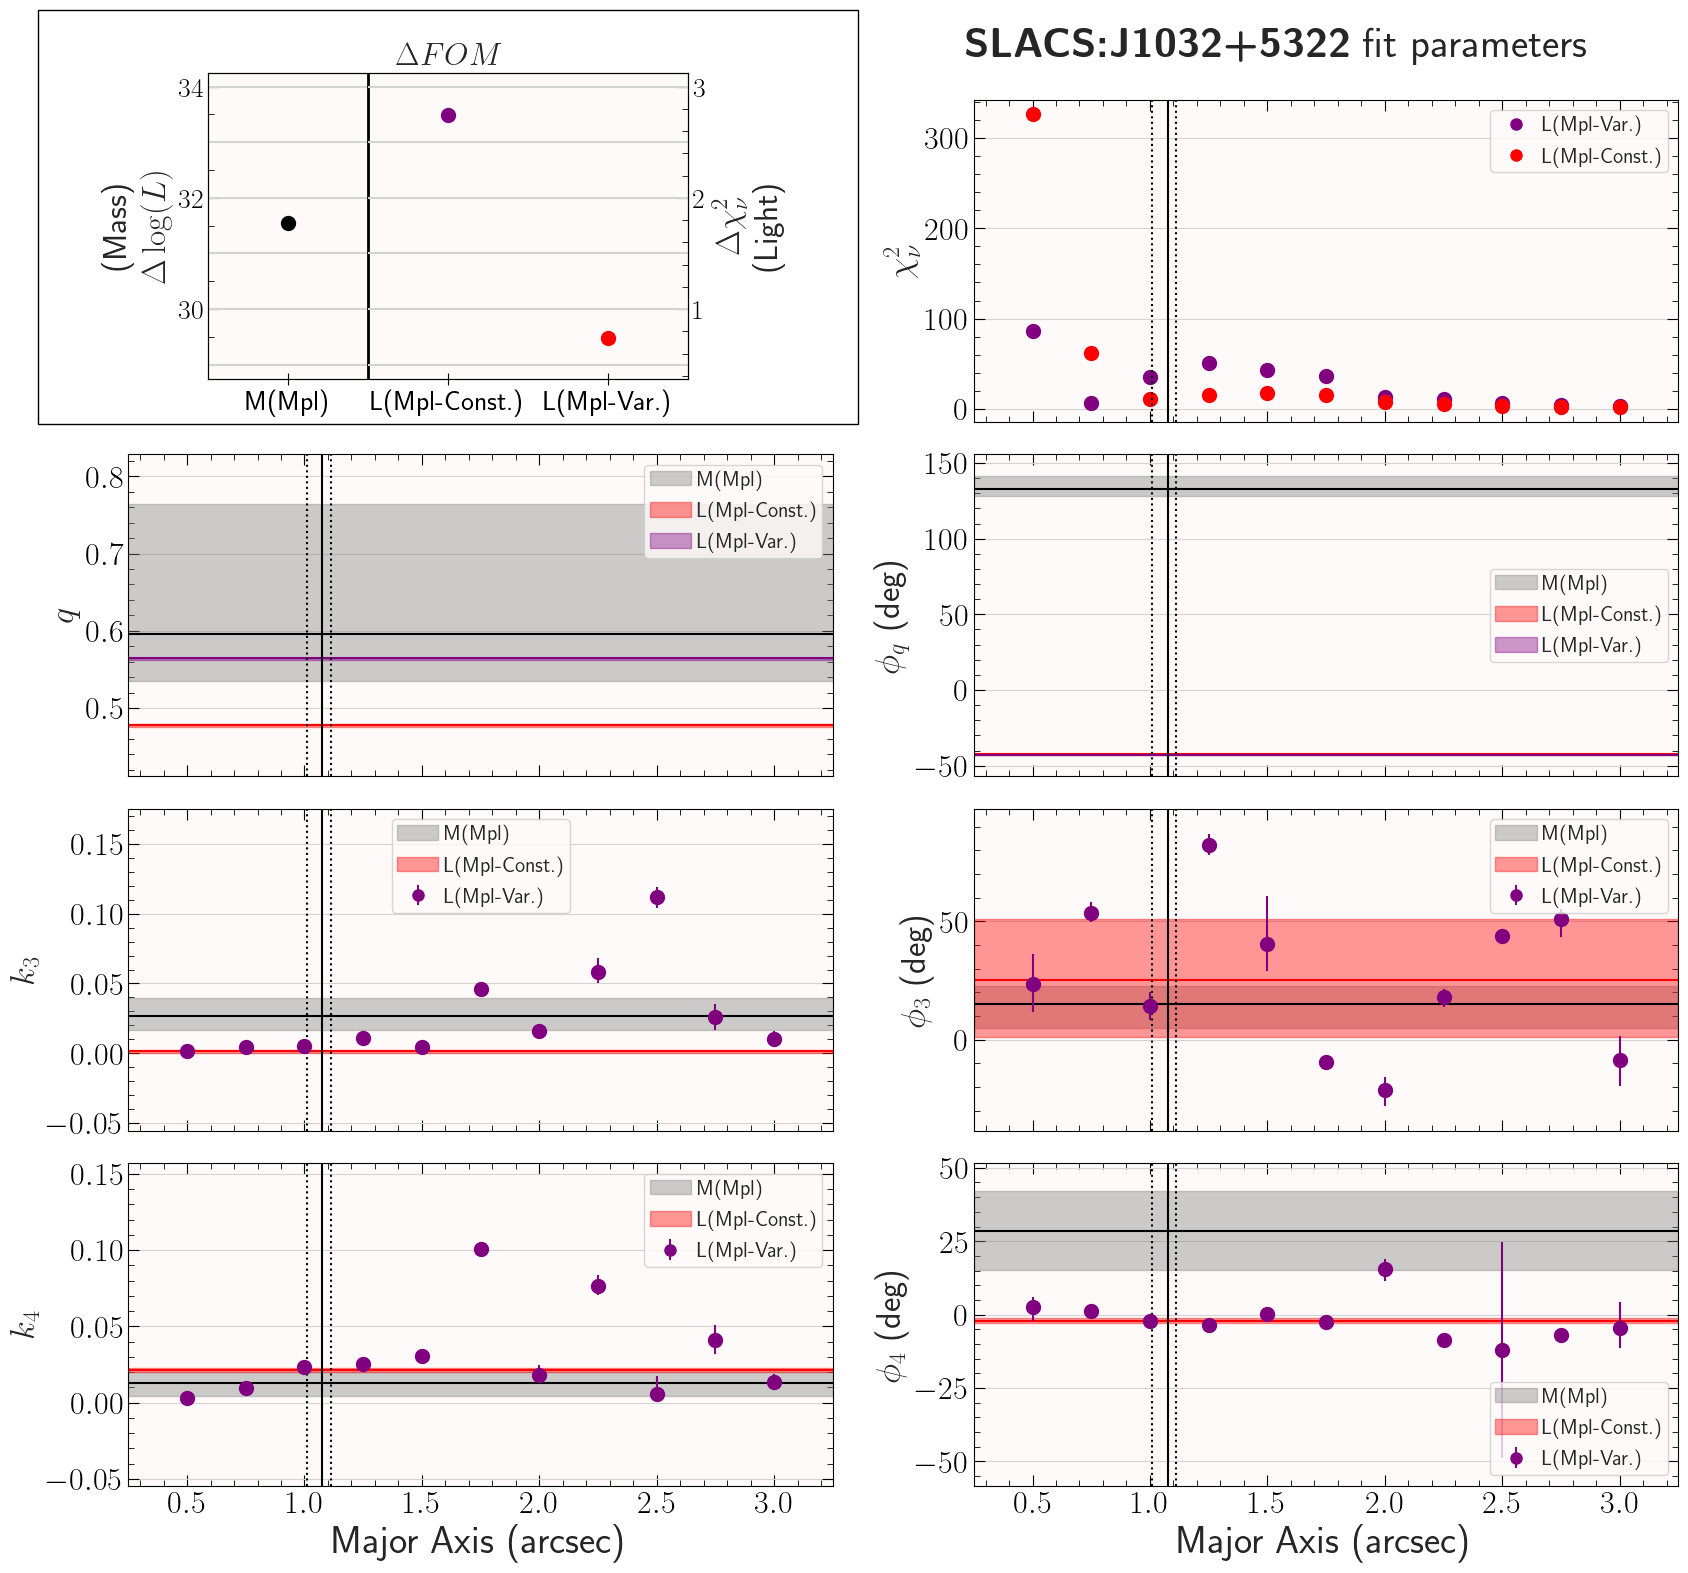 SLACS:J1032+5322 fit parameters
ΔFOM
34
32
30
(Mass)
Δ log(L)
3
2
1
Δχ²ᵥ
(Light)
M(Mpl) L(Mpl-Const.) L(Mpl-Var.)
300
200
100
0
χ²ᵥ
L(Mpl-Var.)
L(Mpl-Const.)
0.8
0.7
0.6
0.5
q
M(Mpl)
L(Mpl-Const.)
L(Mpl-Var.)
150
100
50
0
−50
ϕq (deg)
M(Mpl)
L(Mpl-Const.)
L(Mpl-Var.)
0.15
0.10
0.05
0.00
−0.05
k₃
M(Mpl)
L(Mpl-Const.)
L(Mpl-Var.)
50
0
ϕ₃ (deg)
M(Mpl)
L(Mpl-Const.)
L(Mpl-Var.)
0.15
0.10
0.05
0.00
−0.05
k₄
M(Mpl)
L(Mpl-Const.)
L(Mpl-Var.)
0.5 1.0 1.5 2.0 2.5 3.0
Major Axis (arcsec)
50
25
0
−25
−50
ϕ₄ (deg)
M(Mpl)
L(Mpl-Const.)
L(Mpl-Var.)
0.5 1.0 1.5 2.0 2.5 3.0
Major Axis (arcsec)